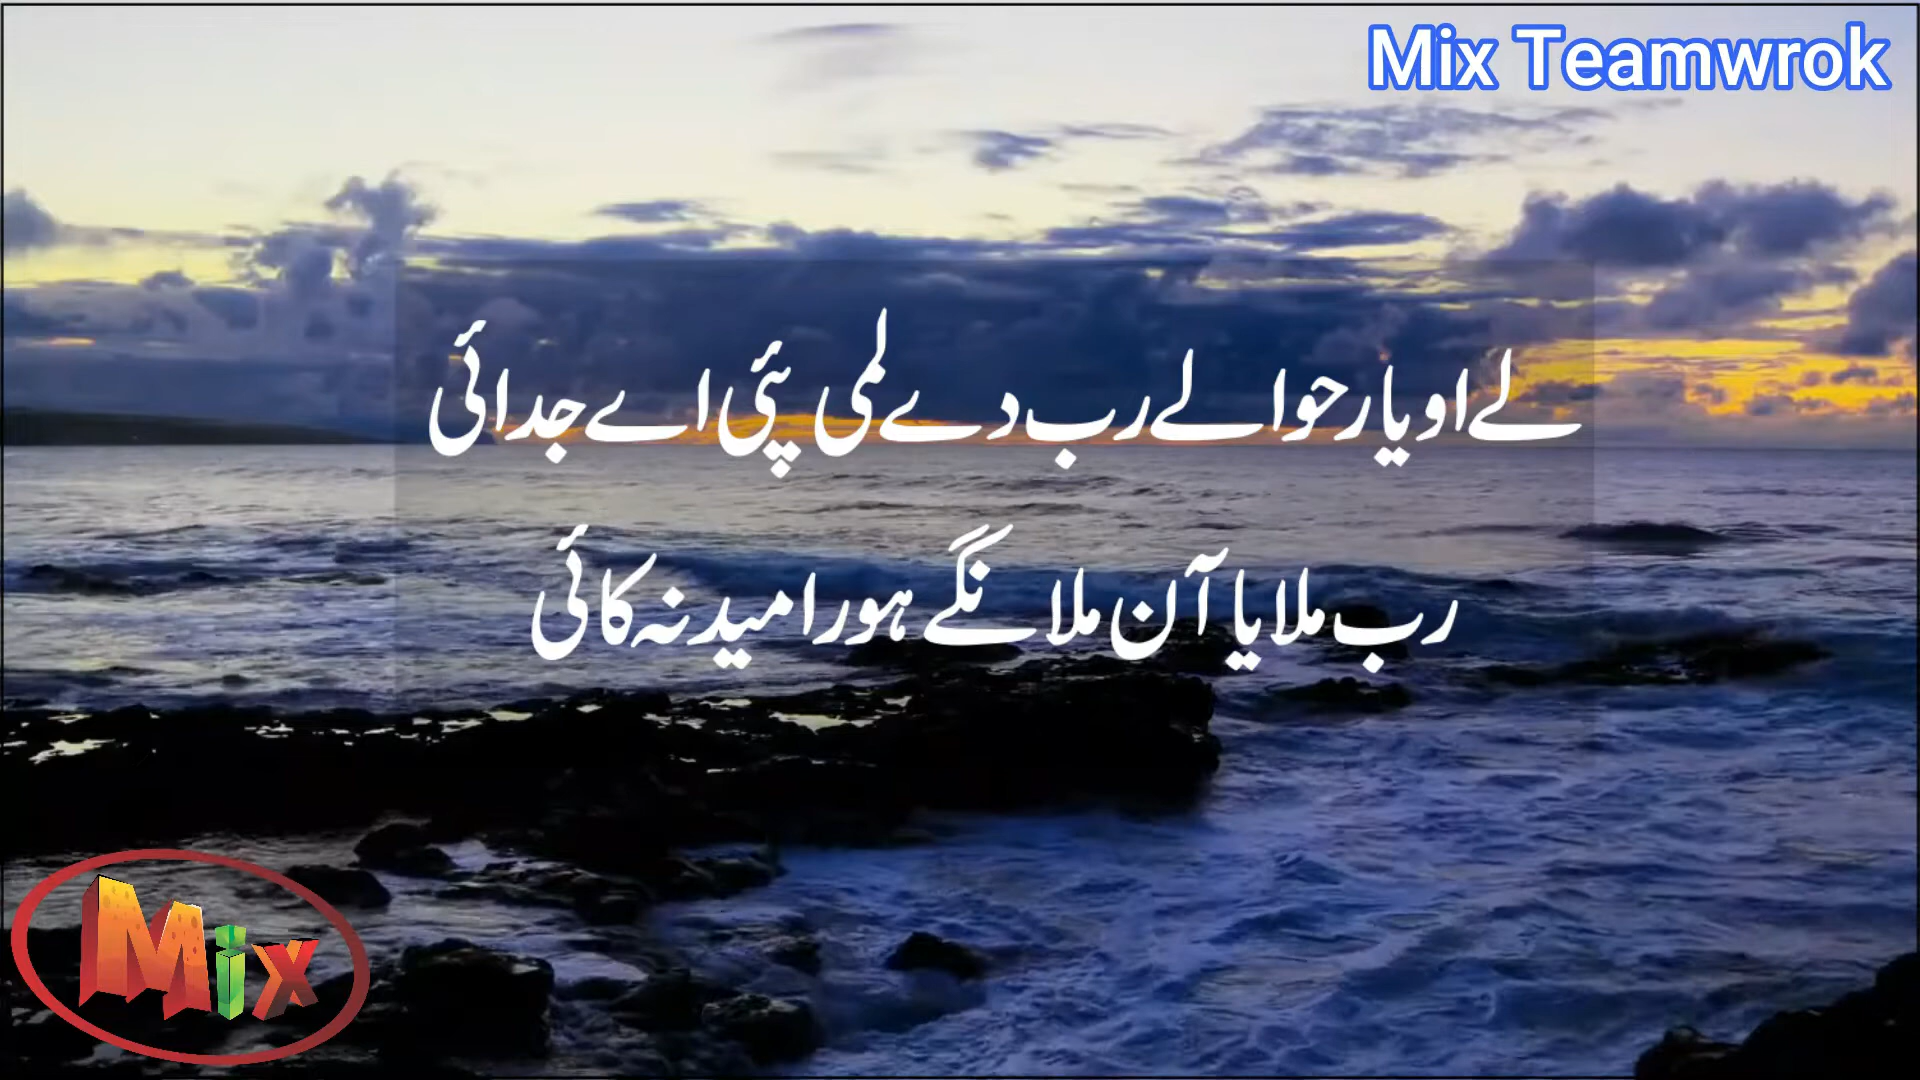 Mix Teamwrok
لے او یار حوالے رب دے لمی پئی اے جدائی
رب ملایا آن ملانگے ہور امید نہ کائی
Mix